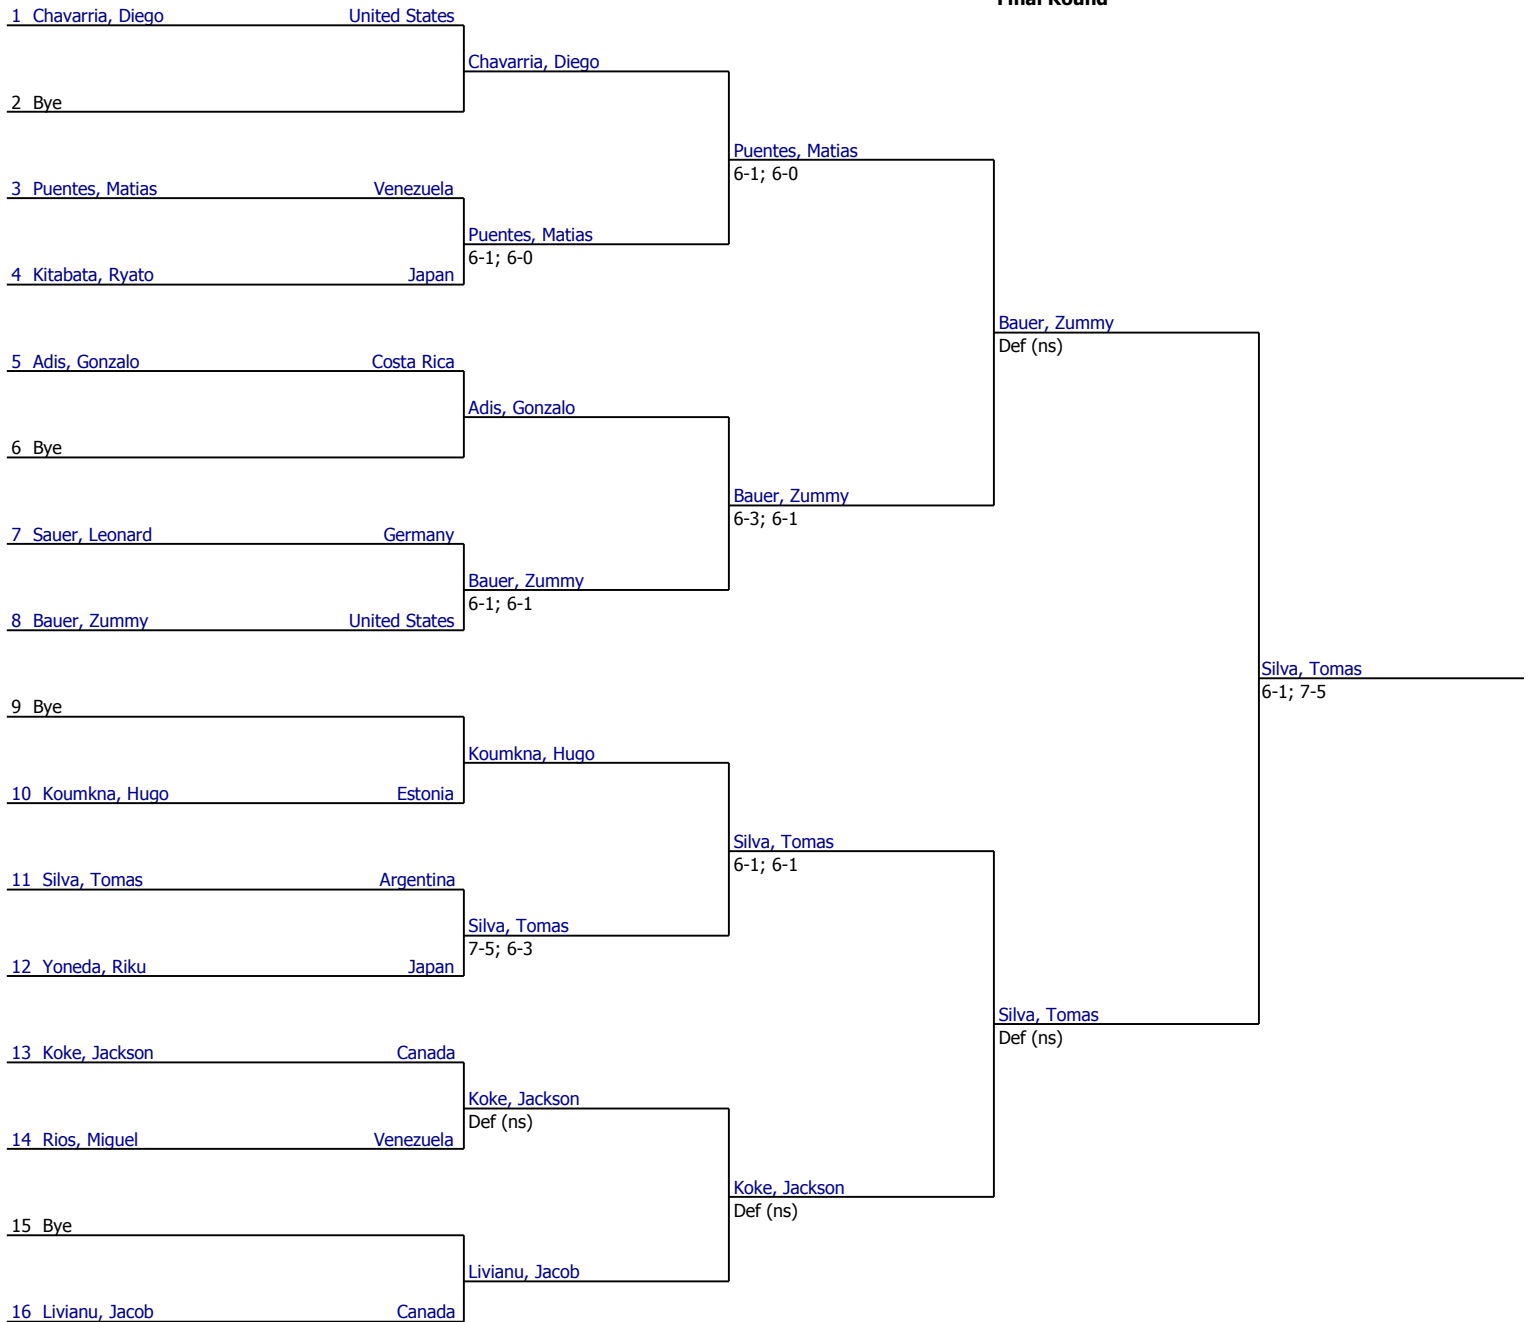 Final Round
1 Chavarria, Diego United States
Chavarria, Diego
2 Bye
Puentes, Matias
6-1; 6-0
3 Puentes, Matias Venezuela
Puentes, Matias
6-1; 6-0
4 Kitabata, Ryato Japan
Bauer, Zummy
Def (ns)
5 Adis, Gonzalo Costa Rica
Adis, Gonzalo
6 Bye
Bauer, Zummy
6-3; 6-1
7 Sauer, Leonard Germany
Bauer, Zummy
6-1; 6-1
8 Bauer, Zummy United States
Silva, Tomas
6-1; 7-5
9 Bye
Koumkna, Hugo
10 Koumkna, Hugo Estonia
Silva, Tomas
6-1; 6-1
11 Silva, Tomas Argentina
Silva, Tomas
7-5; 6-3
12 Yoneda, Riku Japan
Silva, Tomas
Def (ns)
13 Koke, Jackson Canada
Koke, Jackson
Def (ns)
14 Rios, Miguel Venezuela
Koke, Jackson
Def (ns)
15 Bye
Livianu, Jacob
16 Livianu, Jacob Canada